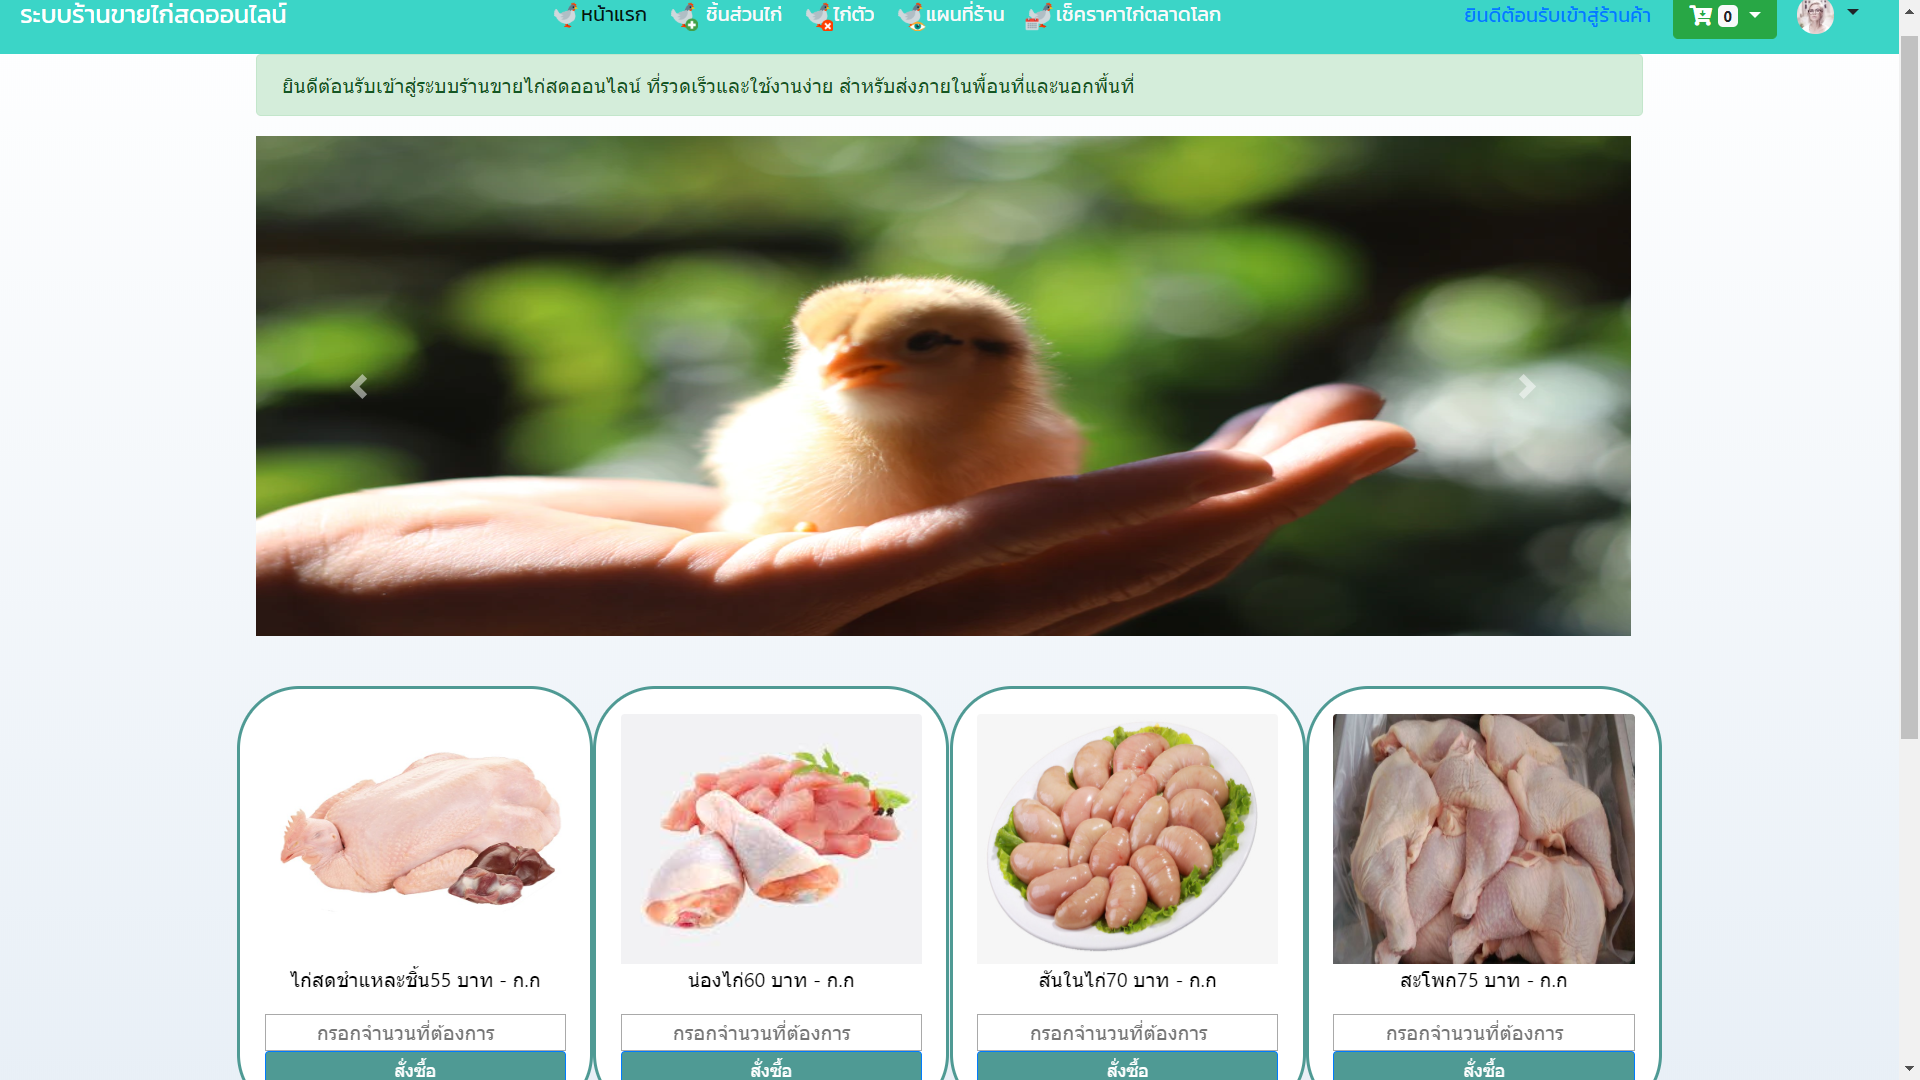 ระบบร้านขายไก่สดออนไลน์
หน้าแรก ชิ้นส่วนไก่ ไก่ตัว แผนที่ร้าน เช็คราคาไก่ตลาดโลก
ยินดีต้อนรับเข้าสู่ร้านค้า 0
ยินดีต้อนรับเข้าสู่ระบบร้านขายไก่สดออนไลน์ ที่รวดเร็วและใช้งานง่าย สำหรับส่งภายในพื้อนที่และนอกพื้นที่
ไก่สดชำแหละชิ้น55 บาท - ก.ก น่องไก่60 บาท - ก.ก สันในไก่70 บาท - ก.ก สะโพก75 บาท - ก.ก
กรอกจำนวนที่ต้องการ กรอกจำนวนที่ต้องการ กรอกจำนวนที่ต้องการ กรอกจำนวนที่ต้องการ
สั่งซื้อ สั่งซื้อ สั่งซื้อ สั่งซื้อ